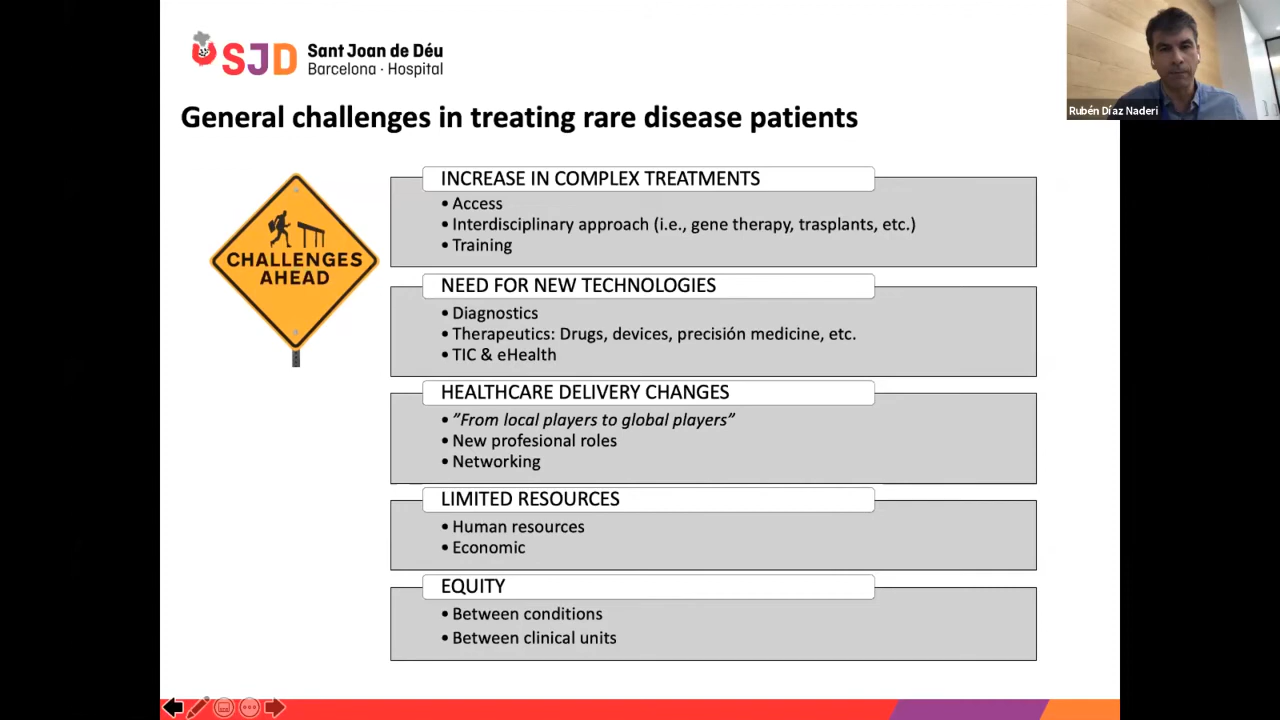 SJD Sant Joan de Déu
Barcelona · Hospital
Rubén Díaz Naderi
General challenges in treating rare disease patients
CHALLENGES
AHEAD
INCREASE IN COMPLEX TREATMENTS
• Access
• Interdisciplinary approach (i.e., gene therapy, trasplants, etc.)
• Training
NEED FOR NEW TECHNOLOGIES
• Diagnostics
• Therapeutics: Drugs, devices, precisión medicine, etc.
• TIC & eHealth
HEALTHCARE DELIVERY CHANGES
• ”From local players to global players”
• New profesional roles
• Networking
LIMITED RESOURCES
• Human resources
• Economic
EQUITY
• Between conditions
• Between clinical units